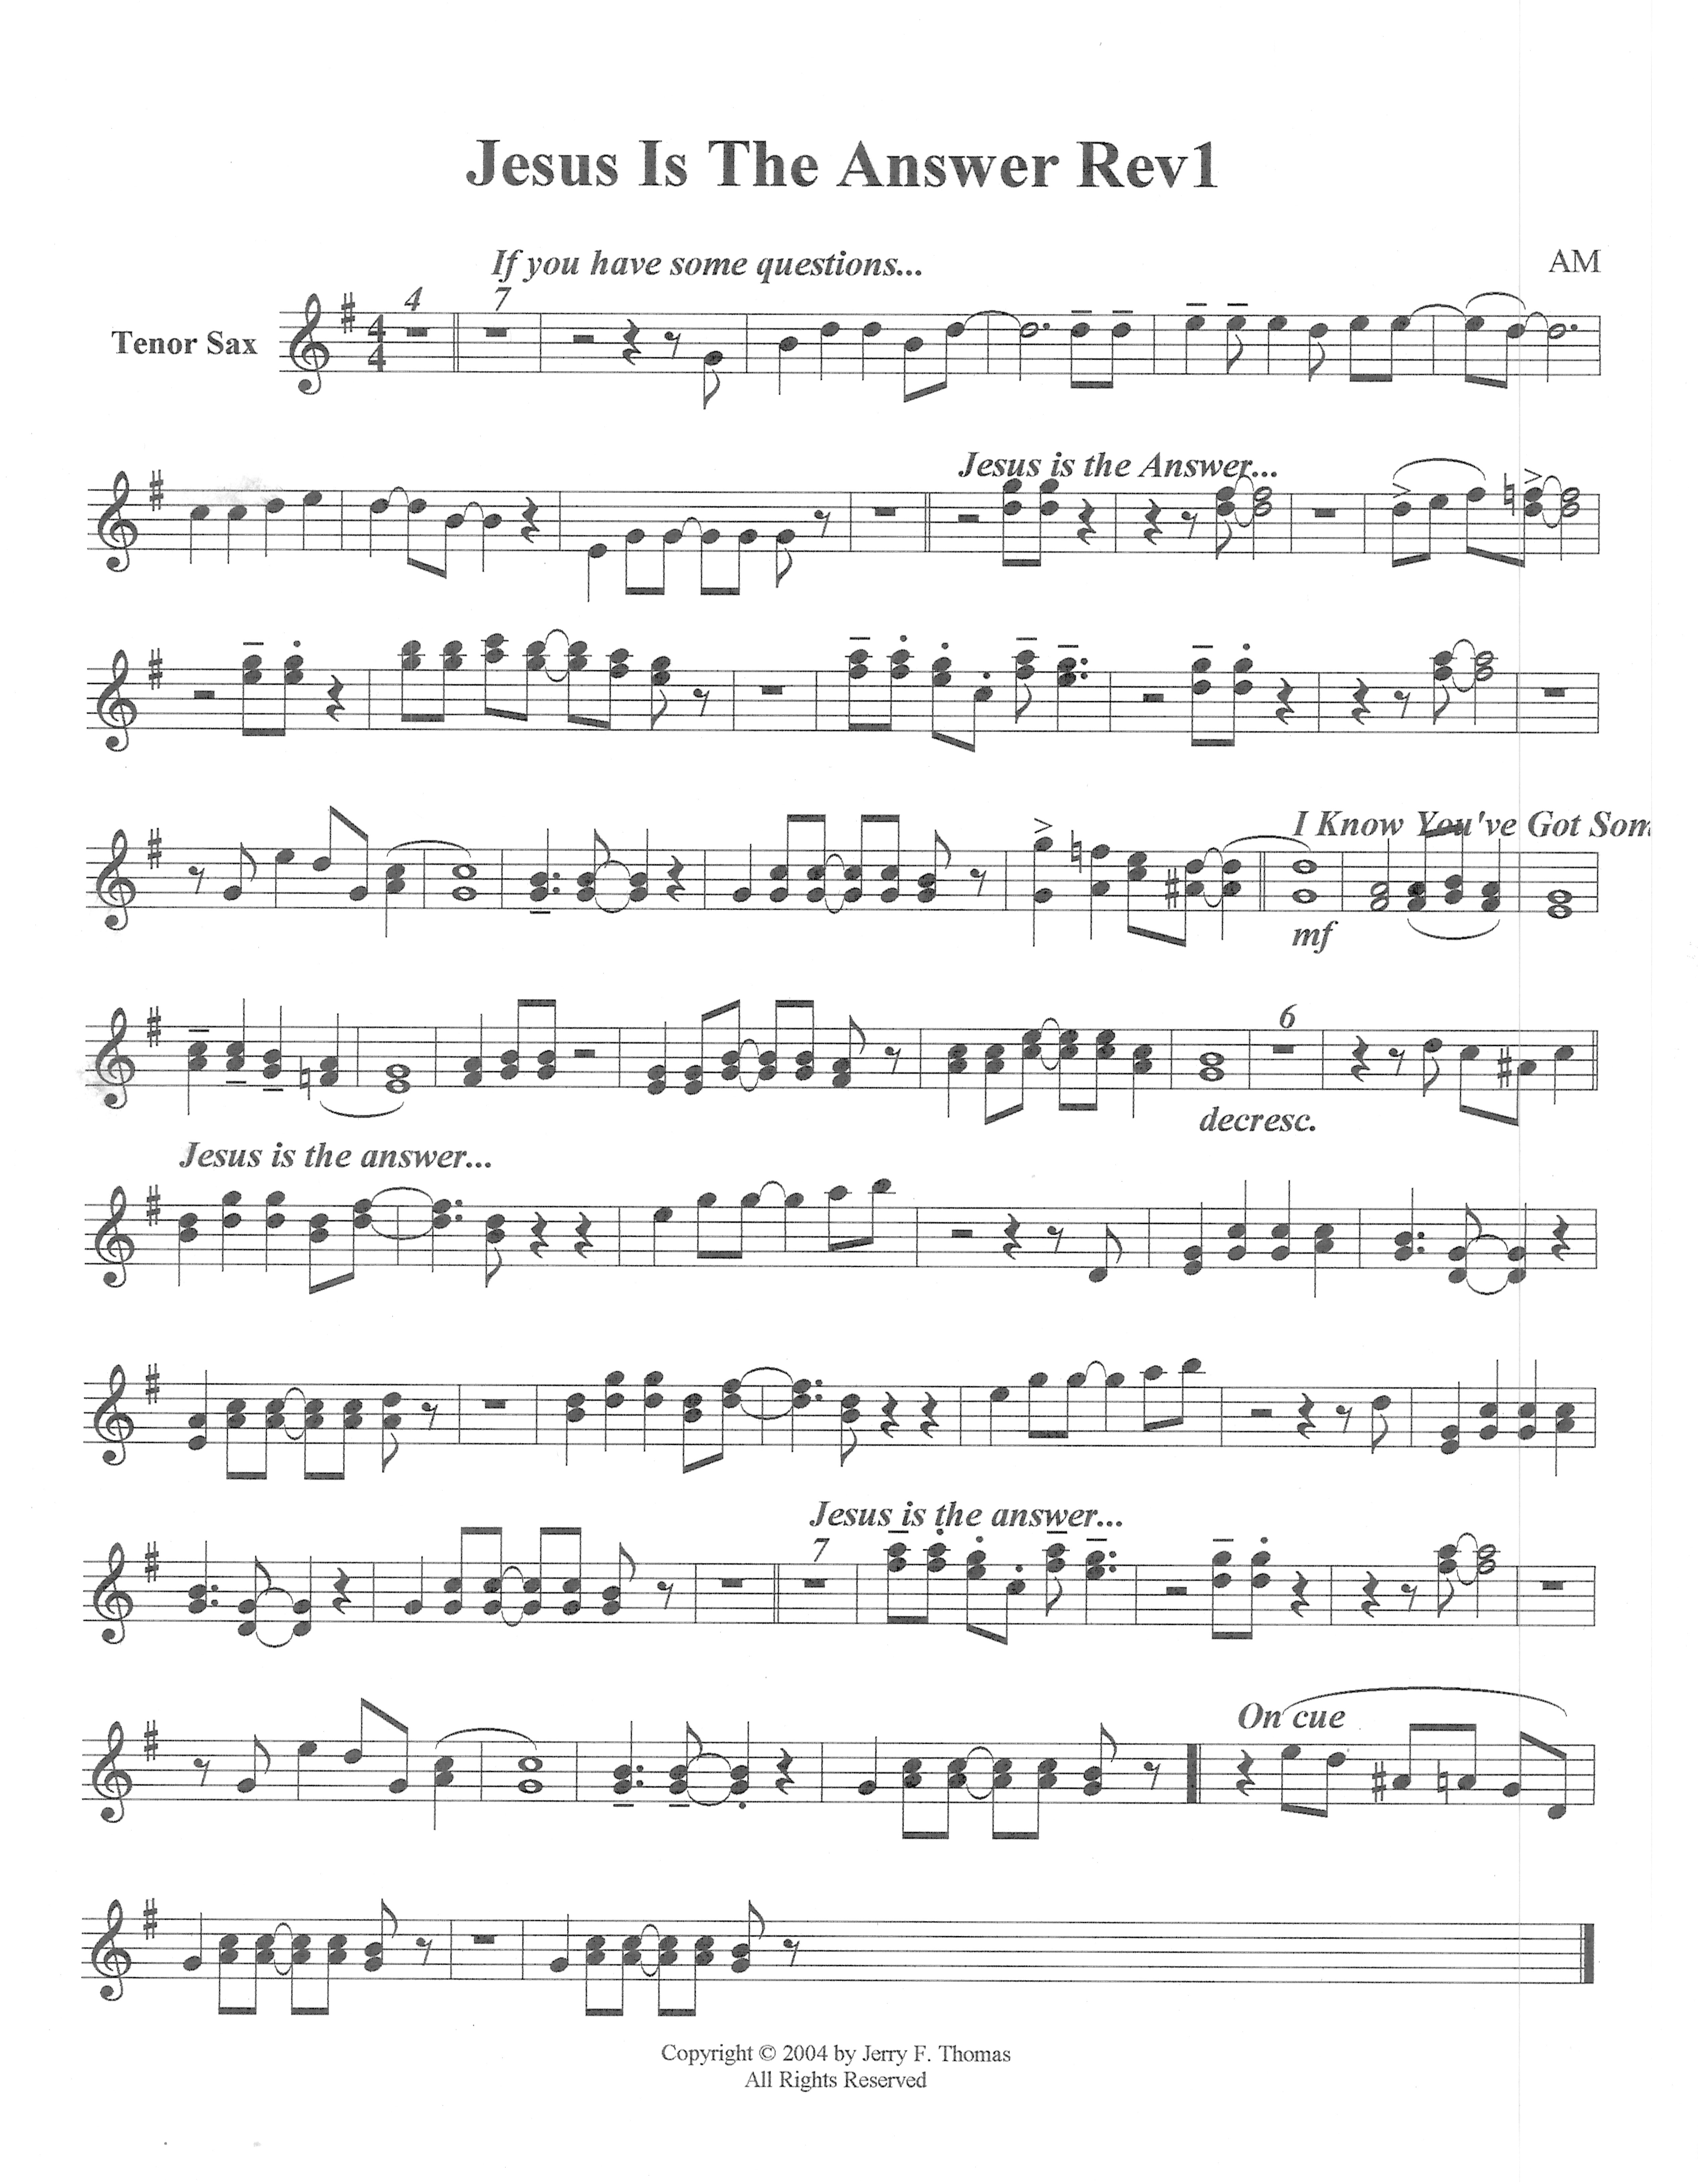 Jesus Is The Answer Rev1
If you have some questions...
AM
4
7
Tenor Sax
4
4
Jesus is the Answer...
I Know You've Got Som
mf
6
decresc.
Jesus is the answer...
Jesus is the answer...
7
On cue
Copyright © 2004 by Jerry F. Thomas
All Rights Reserved